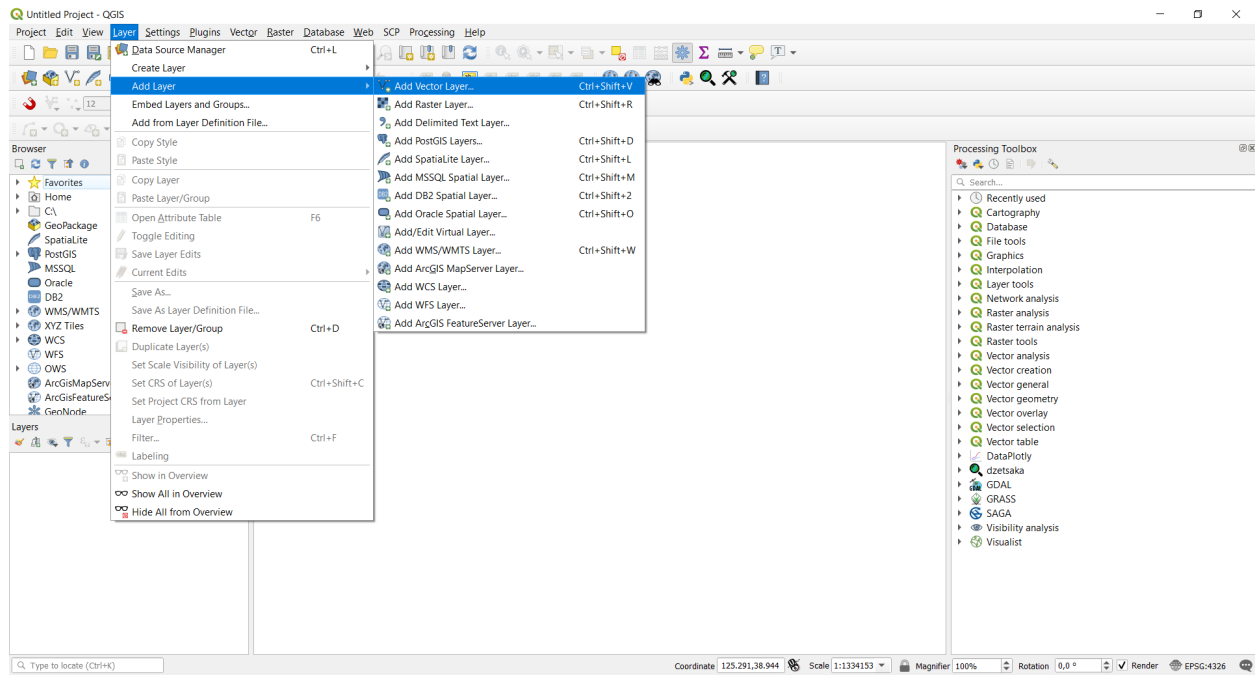 Untitled Project - QGIS
Project Edit View Layer Settings Plugins Vector Raster Database Web SCP Processing Help
Data Source Manager Ctrl+L
Create Layer
Add Layer
Embed Layers and Groups...
Add from Layer Definition File...
Copy Style
Paste Style
Copy Layer
Paste Layer/Group
Open Attribute Table F6
Toggle Editing
Save Layer Edits
Current Edits
Save As...
Save As Layer Definition File...
Remove Layer/Group Ctrl+D
Duplicate Layer(s)
Set Scale Visibility of Layer(s)
Set CRS of Layer(s) Ctrl+Shift+C
Set Project CRS from Layer
Layer Properties...
Filter... Ctrl+F
Labeling
Show in Overview
Show All in Overview
Hide All from Overview
Add Vector Layer... Ctrl+Shift+V
Add Raster Layer... Ctrl+Shift+R
Add Delimited Text Layer...
Add PostGIS Layers... Ctrl+Shift+D
Add SpatiaLite Layer... Ctrl+Shift+L
Add MSSQL Spatial Layer... Ctrl+Shift+M
Add DB2 Spatial Layer... Ctrl+Shift+2
Add Oracle Spatial Layer... Ctrl+Shift+O
Add/Edit Virtual Layer...
Add WMS/WMTS Layer... Ctrl+Shift+W
Add ArcGIS MapServer Layer...
Add WCS Layer...
Add WFS Layer...
Add ArcGIS FeatureServer Layer...
12
Browser
Favorites
Home
C:\
GeoPackage
SpatiaLite
PostGIS
MSSQL
Oracle
DB2
WMS/WMTS
XYZ Tiles
WCS
WFS
OWS
ArcGisMapServ
ArcGisFeatureS
GeoNode
Layers
Processing Toolbox
Search...
Recently used
Cartography
Database
File tools
Graphics
Interpolation
Layer tools
Network analysis
Raster analysis
Raster terrain analysis
Raster tools
Vector analysis
Vector creation
Vector general
Vector geometry
Vector overlay
Vector selection
Vector table
DataPlotly
dzetsaka
GDAL
GRASS
SAGA
Visibility analysis
Visualist
Type to locate (Ctrl+K)
Coordinate 125.291,38.944 Scale 1:1334153 Magnifier 100% Rotation 0,0 ° Render EPSG:4326